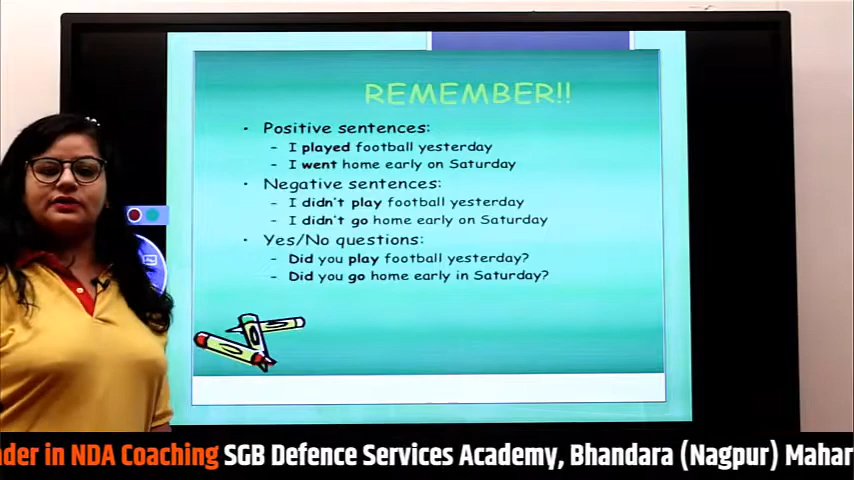 REMEMBER!!
• Positive sentences:
- I played football yesterday
- I went home early on Saturday
• Negative sentences:
- I didn't play football yesterday
- I didn't go home early on Saturday
• Yes/No questions:
- Did you play football yesterday?
- Did you go home early in Saturday?
der in NDA Coaching SGB Defence Services Academy, Bhandara (Nagpur) Mahar